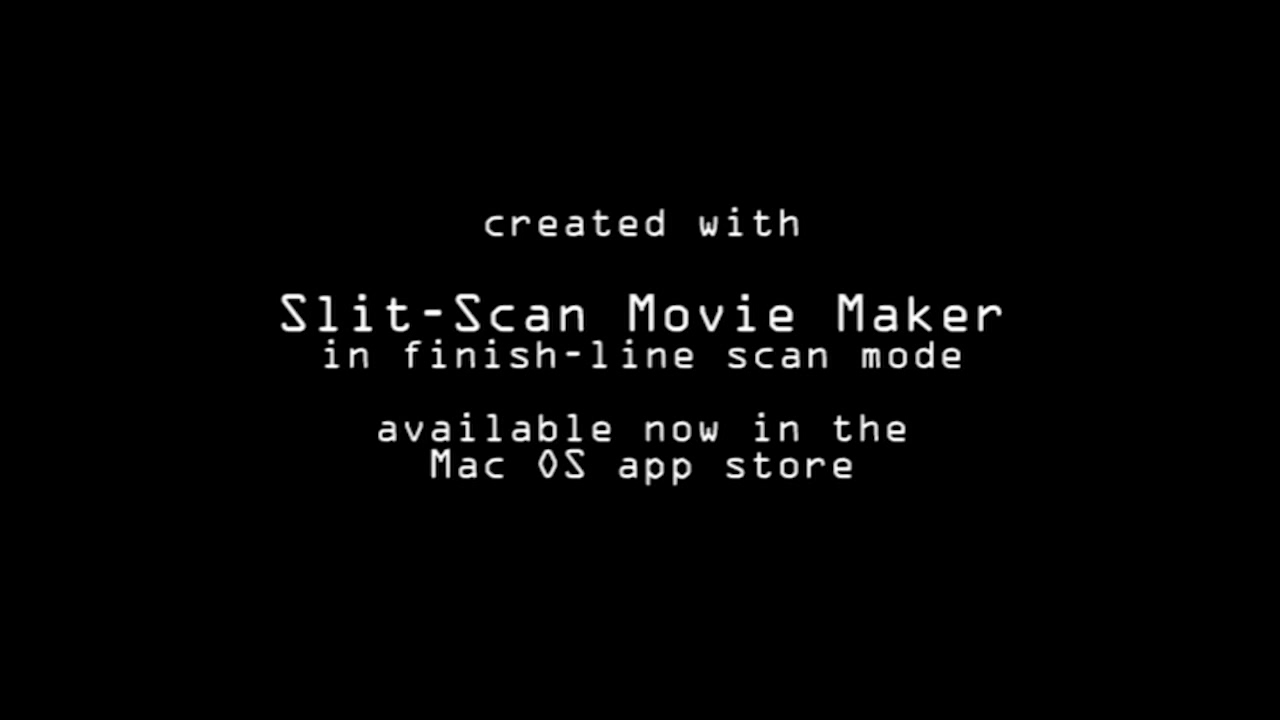 created with
Slit-Scan Movie Maker
in finish-line scan mode
available now in the
Mac OS app store